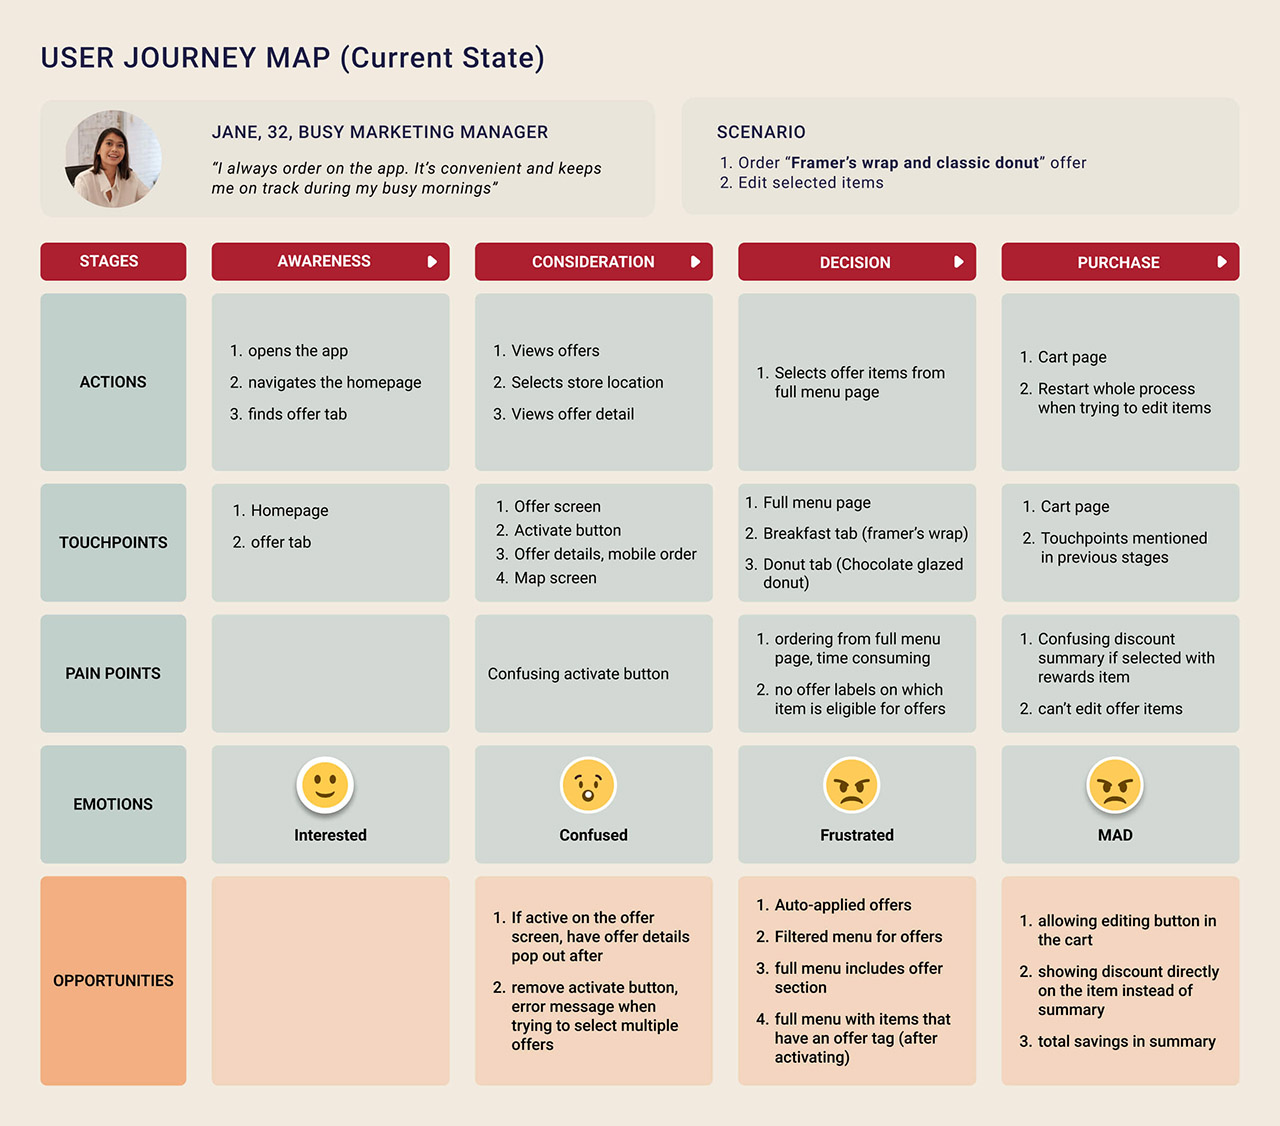 USER JOURNEY MAP (Current State)
JANE, 32, BUSY MARKETING MANAGER
“I always order on the app. It’s convenient and keeps
me on track during my busy mornings”
SCENARIO
1. Order “Framer’s wrap and classic donut” offer
2. Edit selected items
STAGES
AWARENESS
CONSIDERATION
DECISION
PURCHASE
ACTIONS
1. opens the app
2. navigates the homepage
3. finds offer tab
1. Views offers
2. Selects store location
3. Views offer detail
1. Selects offer items from
full menu page
1. Cart page
2. Restart whole process
when trying to edit items
TOUCHPOINTS
1. Homepage
2. offer tab
1. Offer screen
2. Activate button
3. Offer details, mobile order
4. Map screen
1. Full menu page
2. Breakfast tab (framer’s wrap)
3. Donut tab (Chocolate glazed
donut)
1. Cart page
2. Touchpoints mentioned
in previous stages
PAIN POINTS
Confusing activate button
1. ordering from full menu
page, time consuming
2. no offer labels on which
item is eligible for offers
1. Confusing discount
summary if selected with
rewards item
2. can’t edit offer items
EMOTIONS
Interested
Confused
Frustrated
MAD
OPPORTUNITIES
1. If active on the offer
screen, have offer details
pop out after
2. remove activate button,
error message when
trying to select multiple
offers
1. Auto-applied offers
2. Filtered menu for offers
3. full menu includes offer
section
4. full menu with items that
have an offer tag (after
activating)
1. allowing editing button in
the cart
2. showing discount directly
on the item instead of
summary
3. total savings in summary